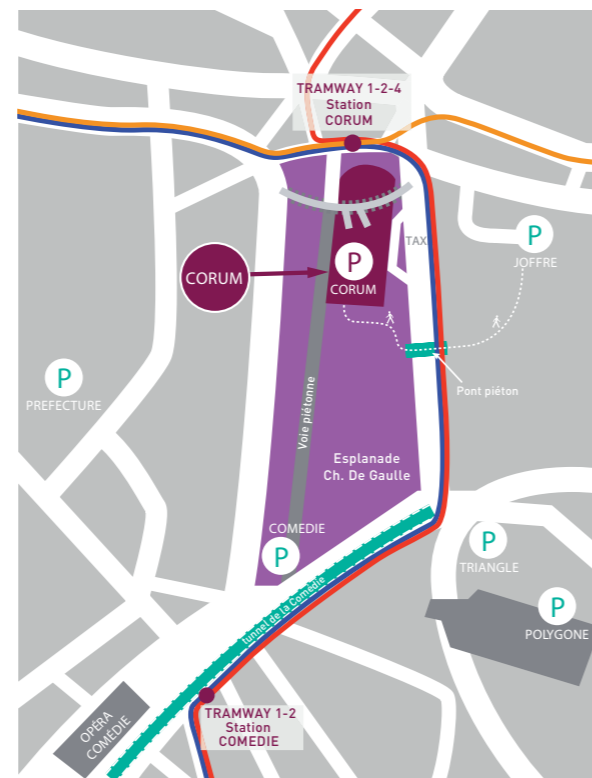 TRAMWAY 1-2-4
Station
CORUM
TAXI
P
JOFFRE
CORUM
P
CORUM
Pont piéton
P
PREFECTURE
Voie piétonne
Esplanade
Ch. De Gaulle
COMEDIE
P
P
TRIANGLE
P
POLYGONE
tunnel de la Comédie
OPÉRA
COMÉDIE
TRAMWAY 1-2
Station
COMEDIE